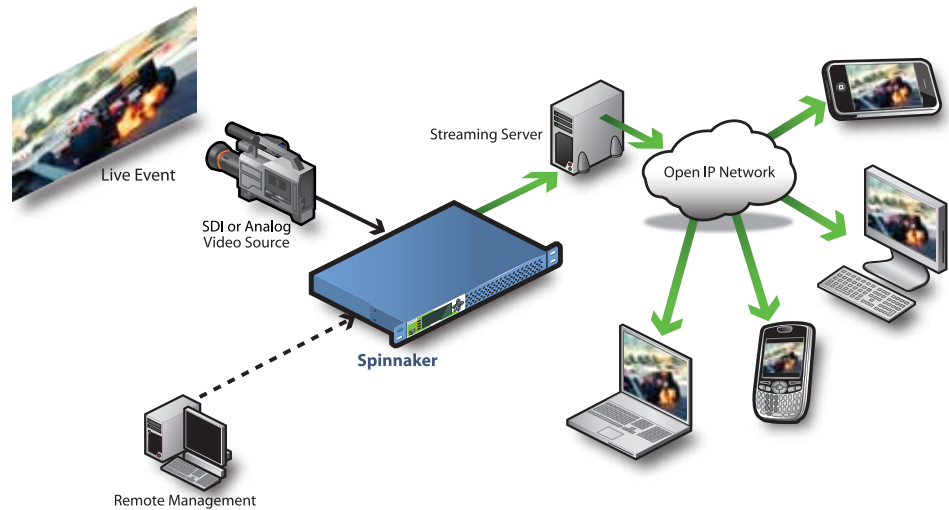 Live Event
SDI or Analog
Video Source
Streaming Server
Open IP Network
Spinnaker
Remote Management